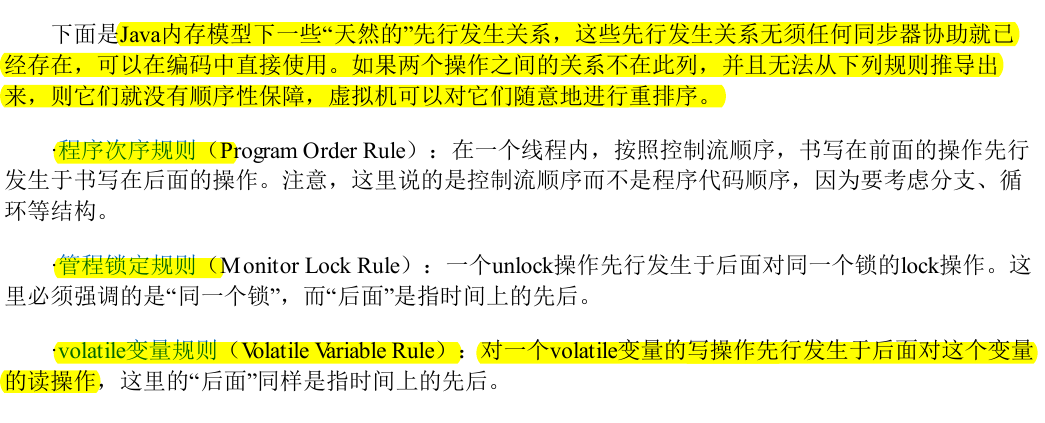 下面是Java内存模型下一些“天然的”先行发生关系，这些先行发生关系无须任何同步器协助就已
经存在，可以在编码中直接使用。如果两个操作之间的关系不在此列，并且无法从下列规则推导出
来，则它们就没有顺序性保障，虚拟机可以对它们随意地进行重排序。
·程序次序规则（Program Order Rule）：在一个线程内，按照控制流顺序，书写在前面的操作先行
发生于书写在后面的操作。注意，这里说的是控制流顺序而不是程序代码顺序，因为要考虑分支、循
环等结构。
·管程锁定规则（Monitor Lock Rule）：一个unlock操作先行发生于后面对同一个锁的lock操作。这
里必须强调的是“同一个锁”，而“后面”是指时间上的先后。
·volatile变量规则（Volatile Variable Rule）：对一个volatile变量的写操作先行发生于后面对这个变量
的读操作，这里的“后面”同样是指时间上的先后。